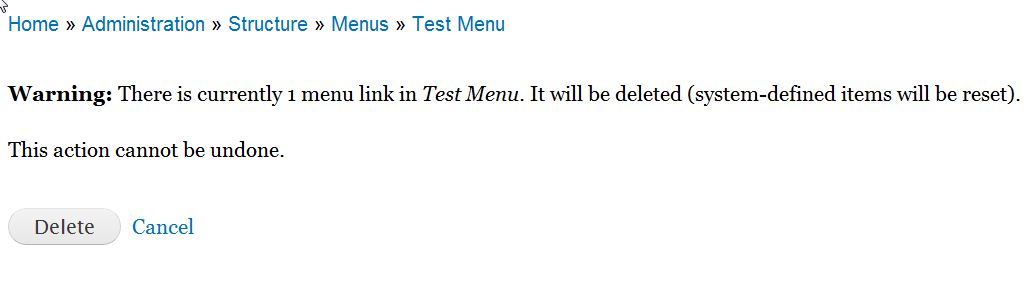 Home » Administration » Structure » Menus » Test Menu
Warning: There is currently 1 menu link in Test Menu. It will be deleted (system-defined items will be reset).
This action cannot be undone.
Delete Cancel